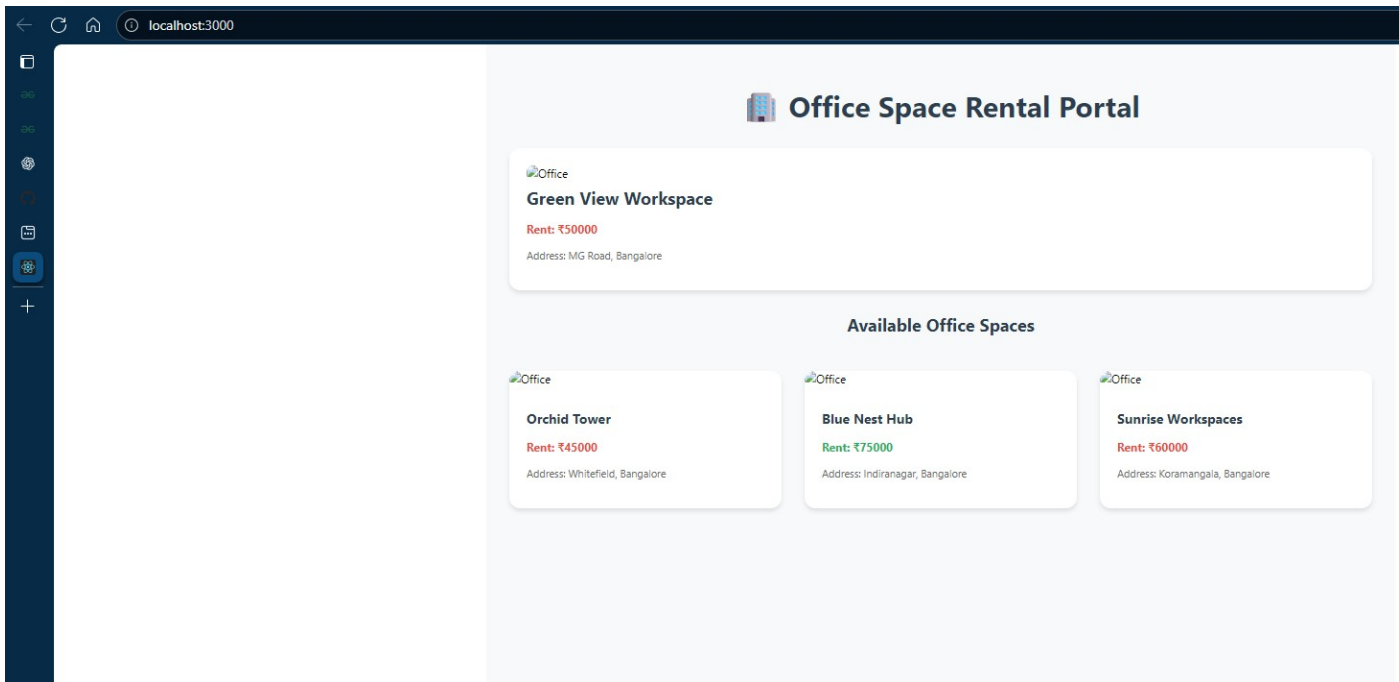 localhost:3000
Office Space Rental Portal
Office
Green View Workspace
Rent: ₹50000
Address: MG Road, Bangalore
Available Office Spaces
Office
Office
Office
Orchid Tower
Blue Nest Hub
Sunrise Workspaces
Rent: ₹45000
Rent: ₹75000
Rent: ₹60000
Address: Whitefield, Bangalore
Address: Indiranagar, Bangalore
Address: Koramangala, Bangalore